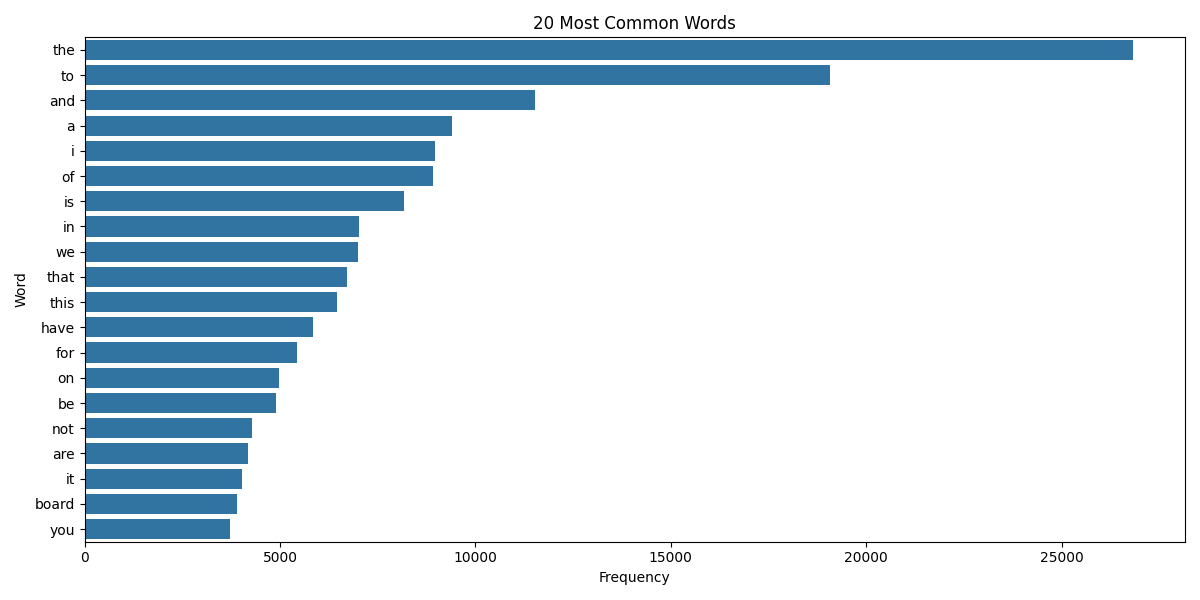 20 Most Common Words
the
to
and
a
i
of
is
in
we
that
this
have
for
on
be
not
are
it
board
you
Word
0 5000 10000 15000 20000 25000
Frequency